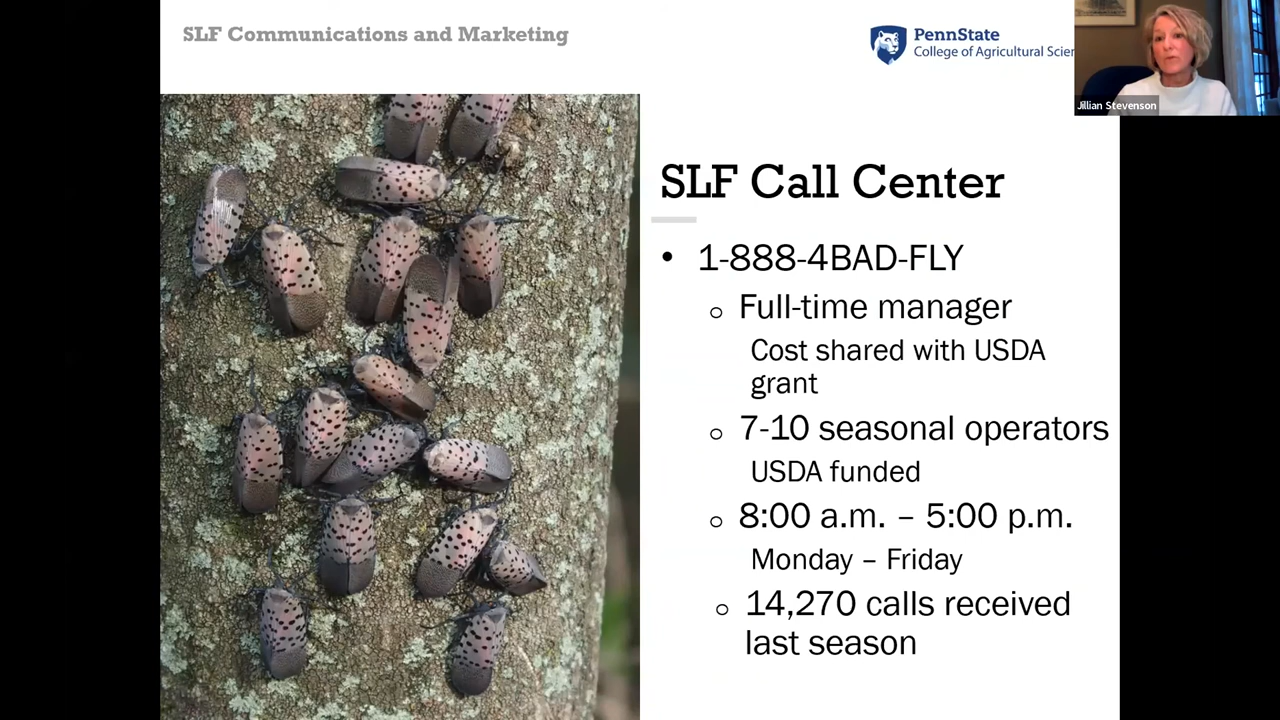 SLF Communications and Marketing
PennState
College of Agricultural
Jillian Stevenson
SLF Call Center
• 1-888-4BAD-FLY
o Full-time manager
Cost shared with USDA
grant
o 7-10 seasonal operators
USDA funded
o 8:00 a.m. – 5:00 p.m.
Monday – Friday
o 14,270 calls received
last season